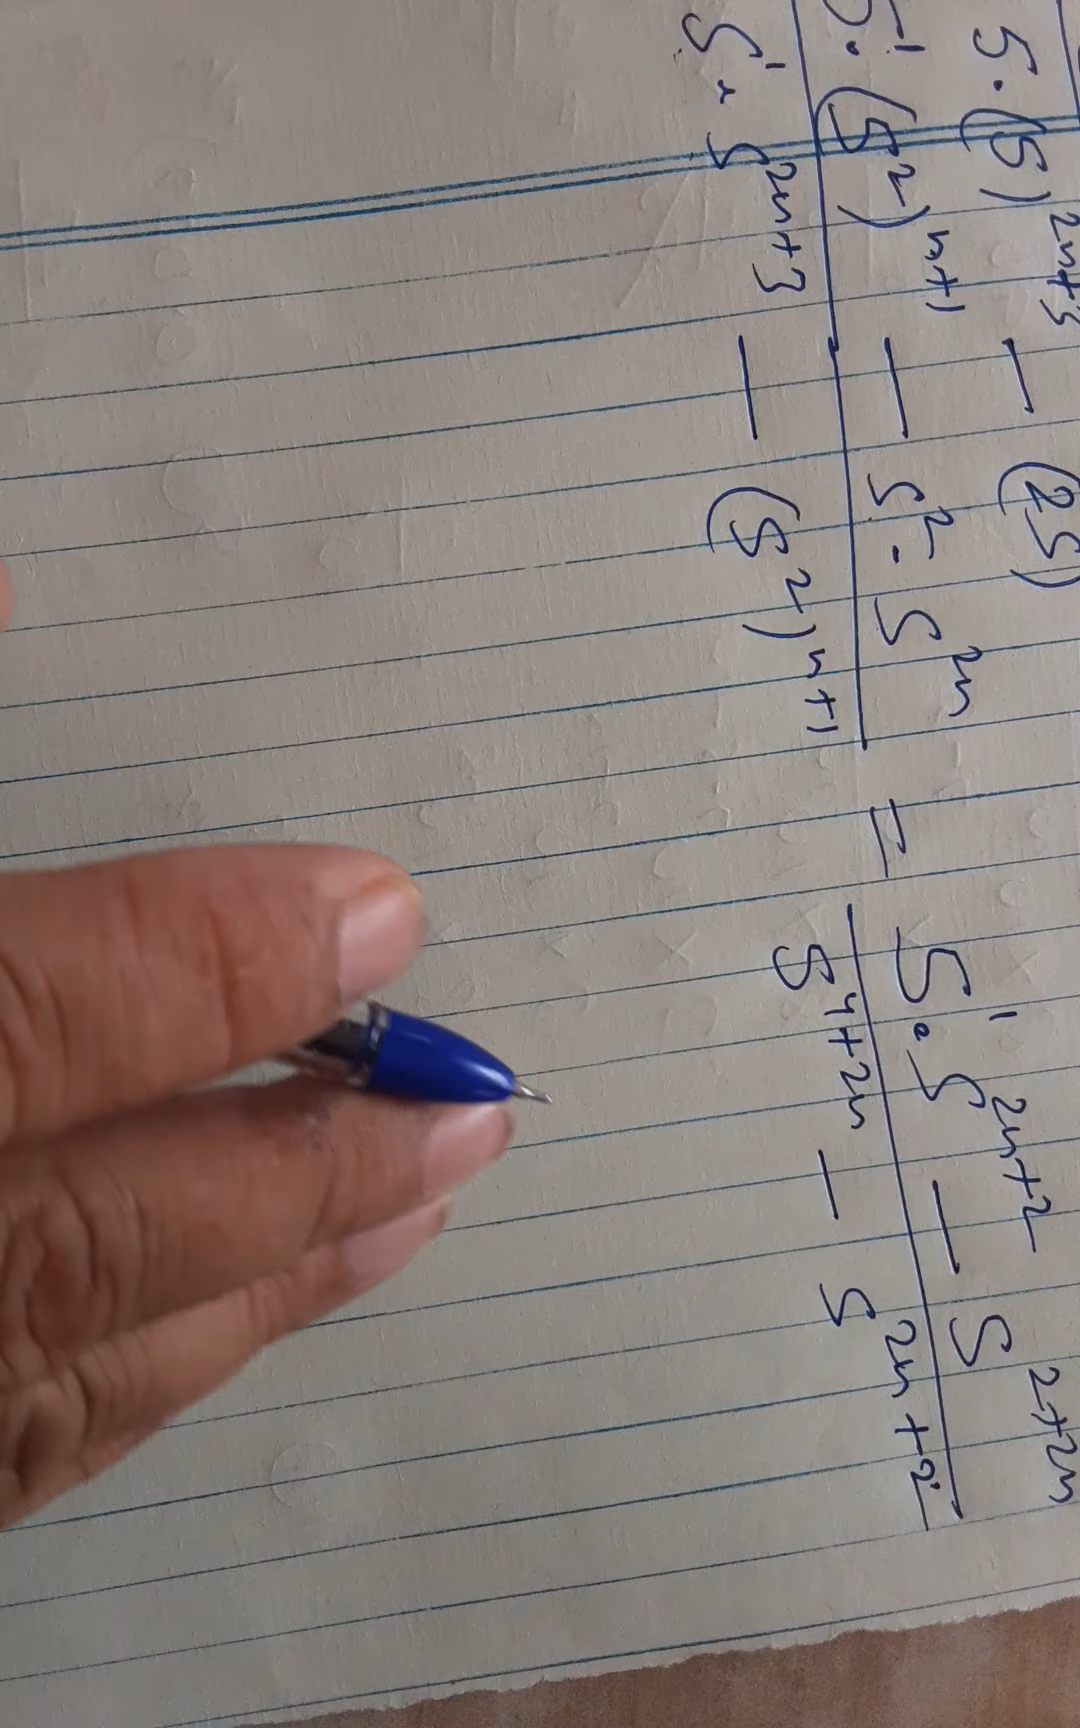 5·(5)^{2n+3} — (25)
5^1·(5^2)^{n+1} — 5^2·5^{2n} = 5^1·5^{2n+2} — 5^{2+2n}
5^1·5^{2n+3} — (5^2)^{n+1} 5^{4+2n} — 5^{2n+2}